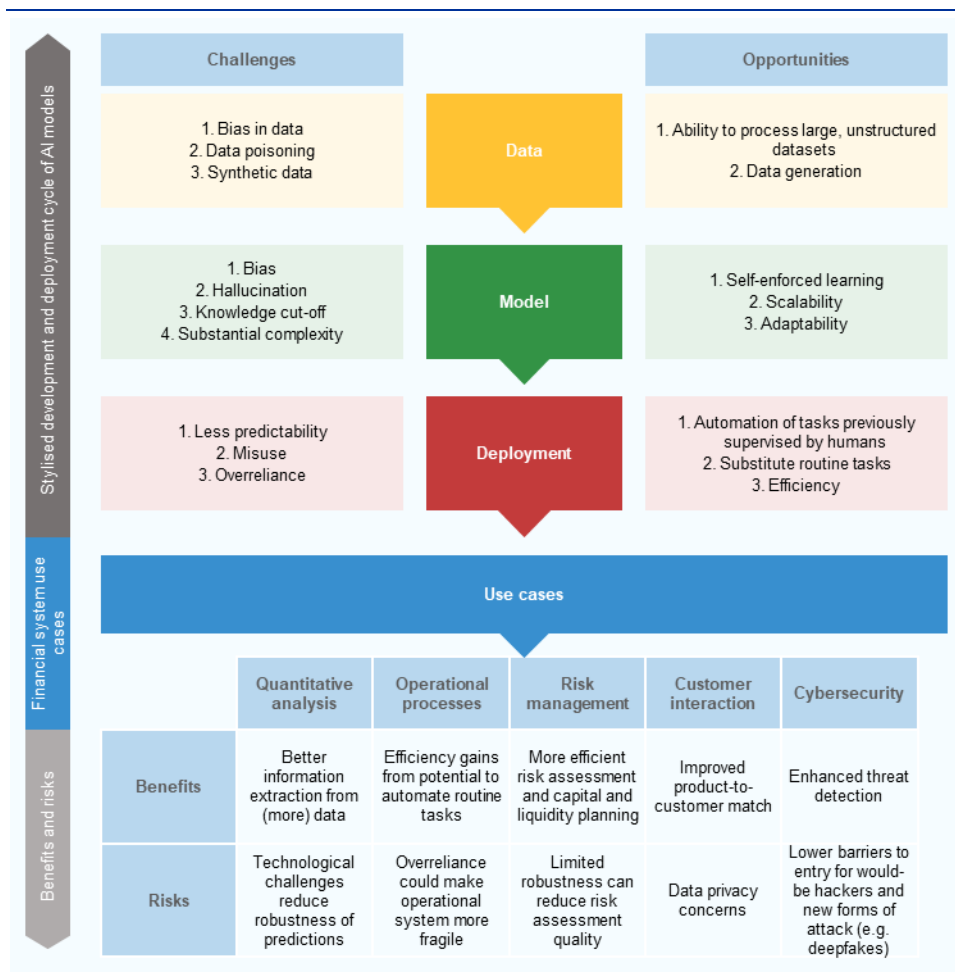 Stylised development and deployment cycle of AI models
Challenges
Opportunities
1. Bias in data
2. Data poisoning
3. Synthetic data
Data
1. Ability to process large, unstructured
datasets
2. Data generation
1. Bias
2. Hallucination
3. Knowledge cut-off
4. Substantial complexity
Model
1. Self-enforced learning
2. Scalability
3. Adaptability
1. Less predictability
2. Misuse
3. Overreliance
Deployment
1. Automation of tasks previously
supervised by humans
2. Substitute routine tasks
3. Efficiency
Financial system use
cases
Use cases
Quantitative
analysis
Operational
processes
Risk
management
Customer
interaction
Cybersecurity
Benefits and risks
Benefits
Better
information
extraction from
(more) data
Efficiency gains
from potential to
automate routine
tasks
More efficient
risk assessment
and capital and
liquidity planning
Improved
product-to-
customer match
Enhanced threat
detection
Risks
Technological
challenges
reduce
robustness of
predictions
Overreliance
could make
operational
system more
fragile
Limited
robustness can
reduce risk
assessment
quality
Data privacy
concerns
Lower barriers to
entry for would-
be hackers and
new forms of
attack (e.g.
deepfakes)